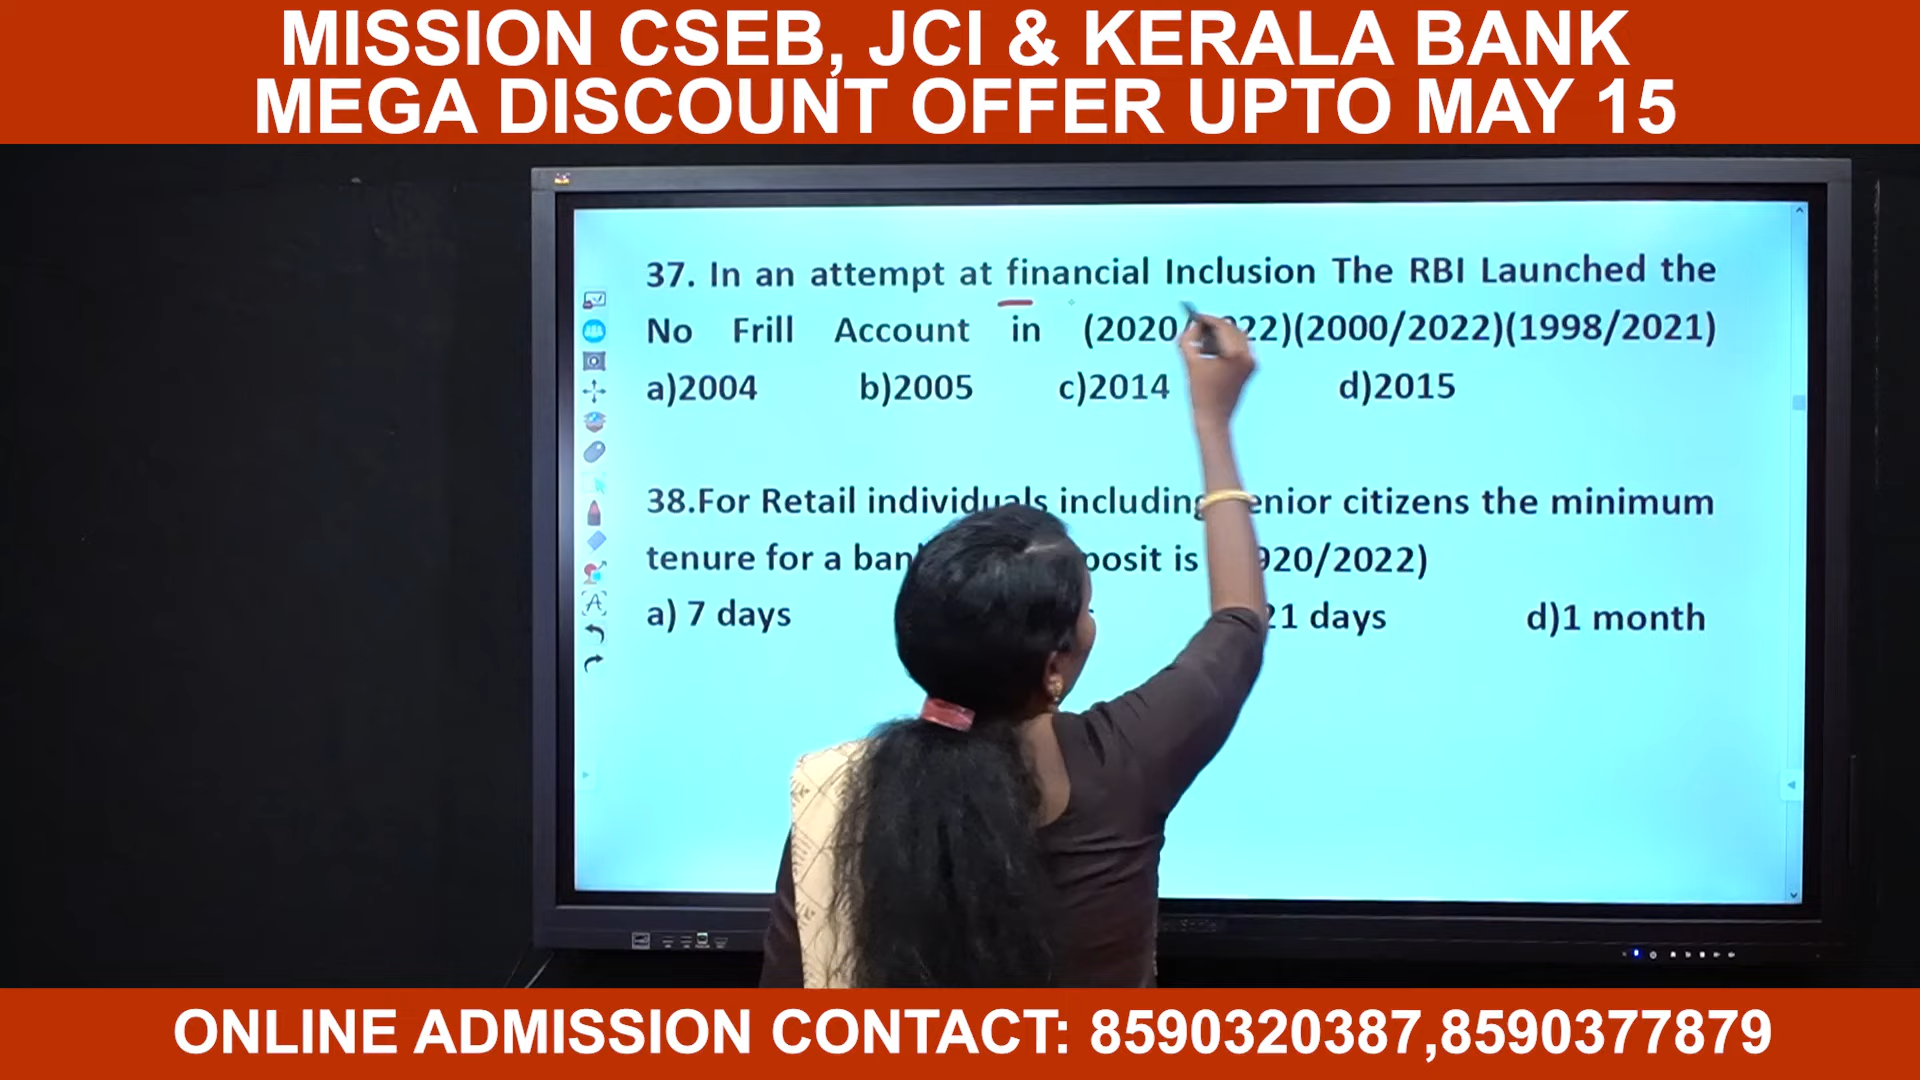 MISSION CSEB, JCI & KERALA BANK
MEGA DISCOUNT OFFER UPTO MAY 15
37. In an attempt at financial Inclusion The RBI Launched the
No Frill Account in (2020/ 22)(2000/2022)(1998/2021)
a)2004 b)2005 c)2014 d)2015
38.For Retail individuals including enior citizens the minimum
tenure for a ban posit is 920/2022)
a) 7 days 21 days d)1 month
ONLINE ADMISSION CONTACT: 8590320387,8590377879